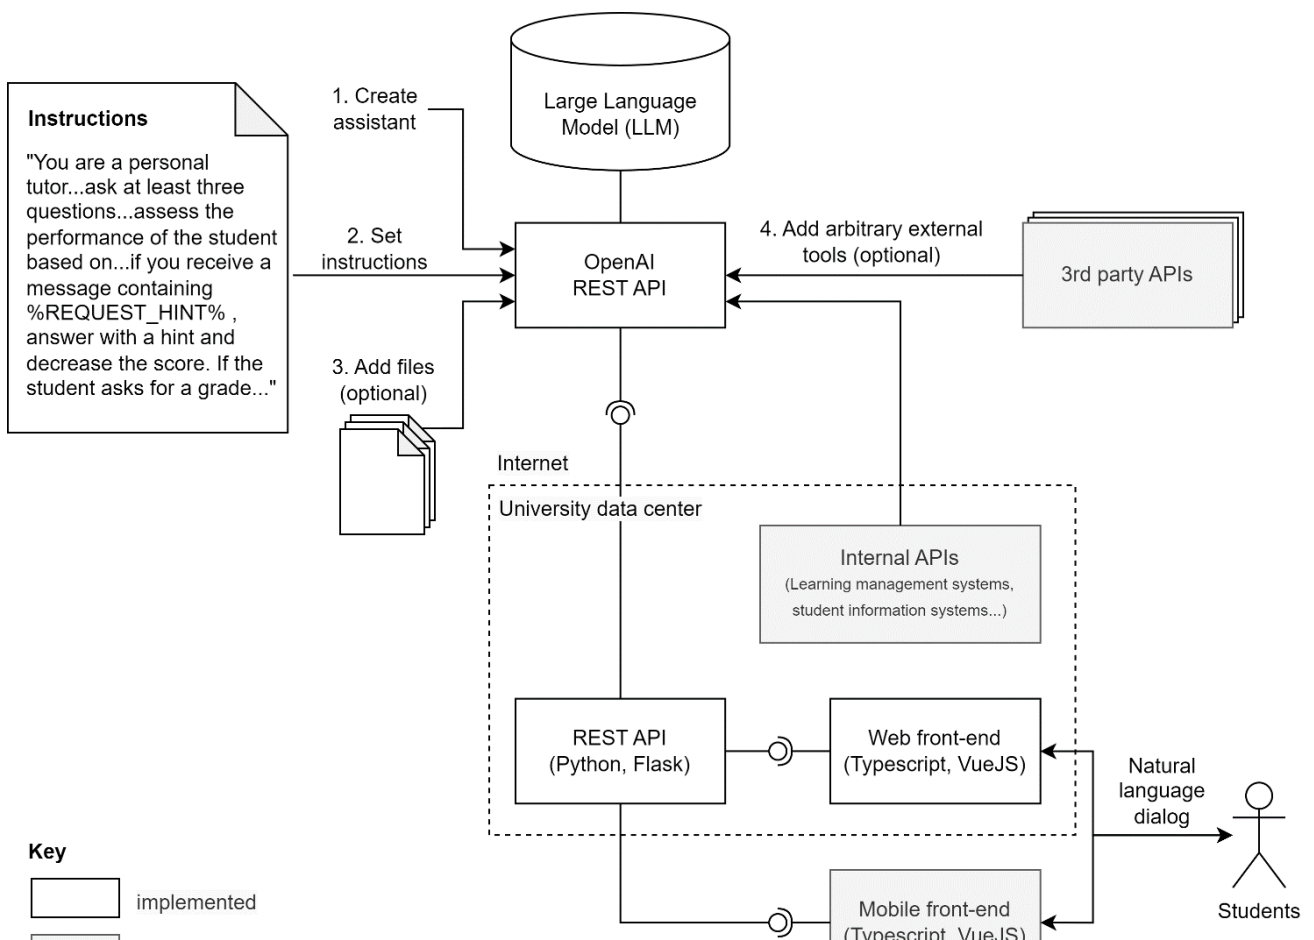 Large Language
Model (LLM)
1. Create
assistant
Instructions
"You are a personal
tutor...ask at least three
questions...assess the
performance of the student
based on...if you receive a
message containing
%REQUEST_HINT% ,
answer with a hint and
decrease the score. If the
student asks for a grade..."
2. Set
instructions
OpenAI
REST API
4. Add arbitrary external
tools (optional)
3rd party APIs
3. Add files
(optional)
Internet
University data center
Internal APIs
(Learning management systems,
student information systems...)
REST API
(Python, Flask)
Web front-end
(Typescript, VueJS)
Natural
language
dialog
Students
Key
implemented
Mobile front-end
(Typescript, VueJS)